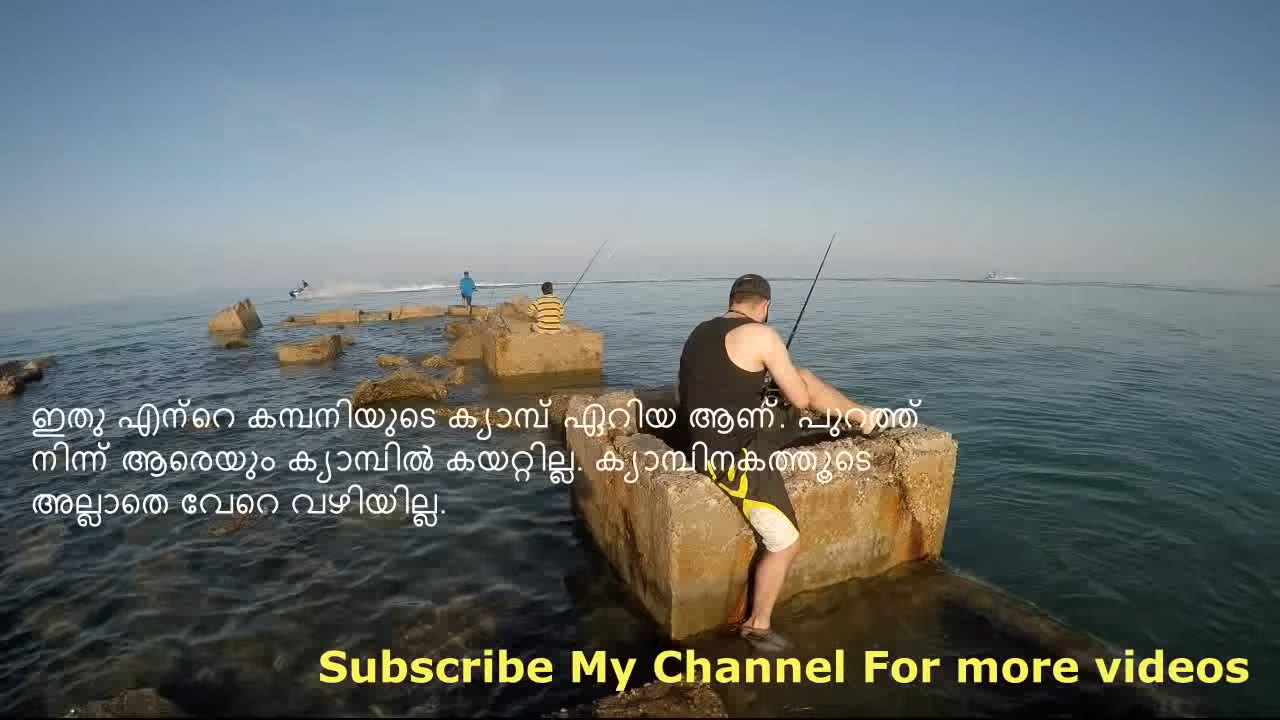 ഇതു എന്റെ കമ്പനിയുടെ ക്യാമ്പ് ഏറിയ ആണ്. പുറത്ത്
നിന്ന് ആരെയും ക്യാമ്പിൽ കയറ്റില്ല. ക്യാമ്പിനകത്തൂടെ
അല്ലാതെ വേറെ വഴിയില്ല.
Subscribe My Channel For more videos